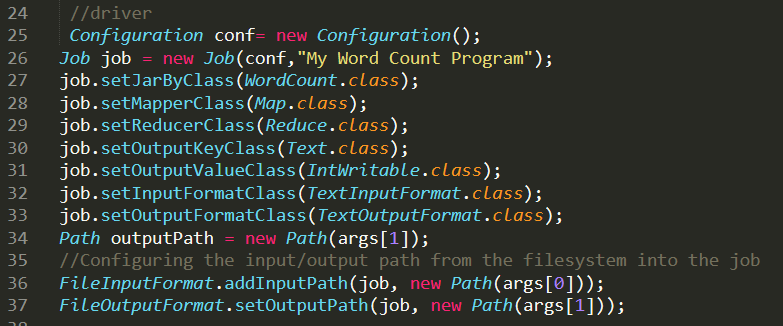 24 //driver
25 Configuration conf= new Configuration();
26 Job job = new Job(conf,"My Word Count Program");
27 job.setJarByClass(WordCount.class);
28 job.setMapperClass(Map.class);
29 job.setReducerClass(Reduce.class);
30 job.setOutputKeyClass(Text.class);
31 job.setOutputValueClass(IntWritable.class);
32 job.setInputFormatClass(TextInputFormat.class);
33 job.setOutputFormatClass(TextOutputFormat.class);
34 Path outputPath = new Path(args[1]);
35 //Configuring the input/output path from the filesystem into the job
36 FileInputFormat.addInputPath(job, new Path(args[0]));
37 FileOutputFormat.setOutputPath(job, new Path(args[1]));